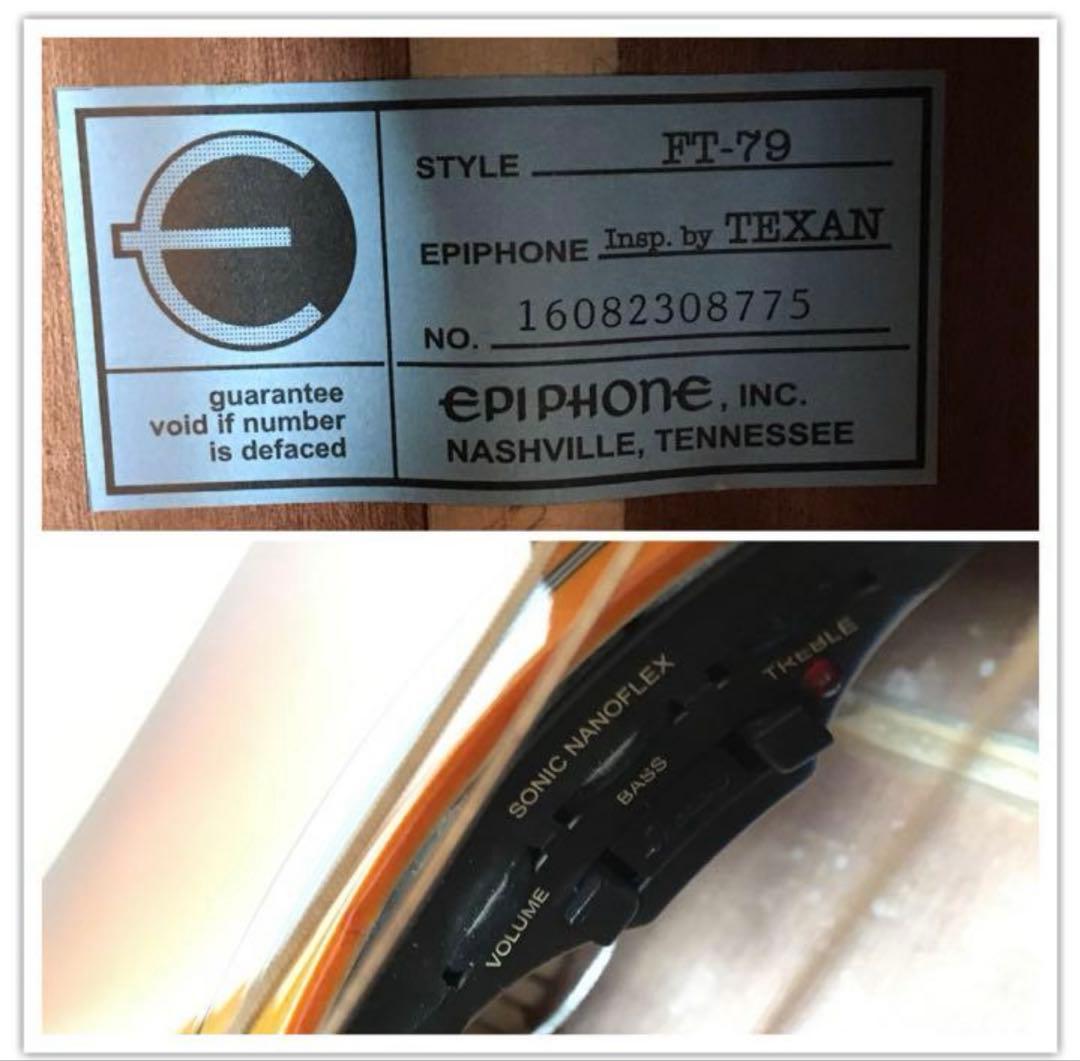 STYLE FT-79
EPIPHONE Insp. by TEXAN
NO. 16082308775
guarantee
void if number
is defaced
EPIPHONE, INC.
NASHVILLE, TENNESSEE
SONIC NANOFLEX
TREBLE
BASS
VOLUME